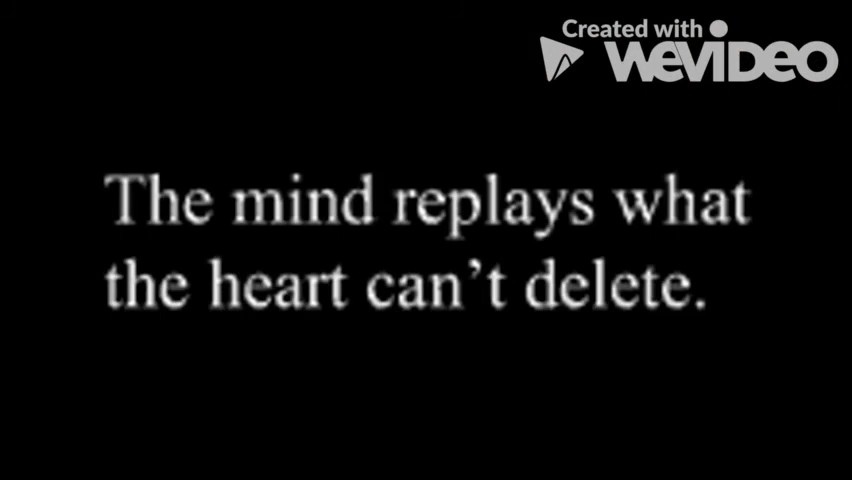 Created with
WeVideo
The mind replays what
the heart can’t delete.